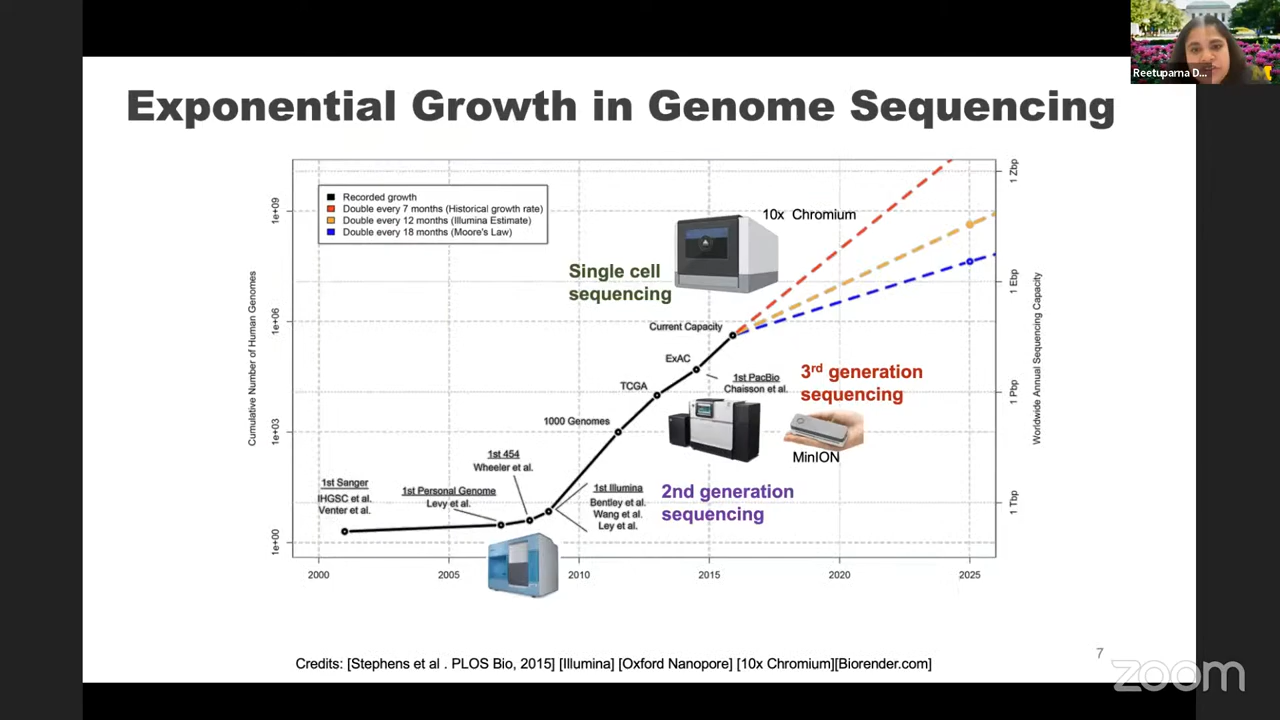 Reetuparna D...
Exponential Growth in Genome Sequencing
Recorded growth
Double every 7 months (Historical growth rate)
Double every 12 months (Illumina Estimate)
Double every 18 months (Moore's Law)
10x Chromium
Single cell
sequencing
Current Capacity
ExAC
TCGA
1st PacBio
Chaisson et al.
3rd generation
sequencing
1000 Genomes
MinION
1st 454
Wheeler et al.
1st Sanger
IHGSC et al.
Venter et al.
1st Personal Genome
Levy et al.
1st Illumina
Bentley et al.
Wang et al.
Ley et al.
2nd generation
sequencing
Cumulative Number of Human Genomes
1e+09
1e+06
1e+03
1e+00
Worldwide Annual Sequencing Capacity
1 Zbp
1 Ebp
1 Pbp
1 Tbp
2000 2005 2010 2015 2020 2025
Credits: [Stephens et al . PLOS Bio, 2015] [Illumina] [Oxford Nanopore] [10x Chromium][Biorender.com]
7
zoom